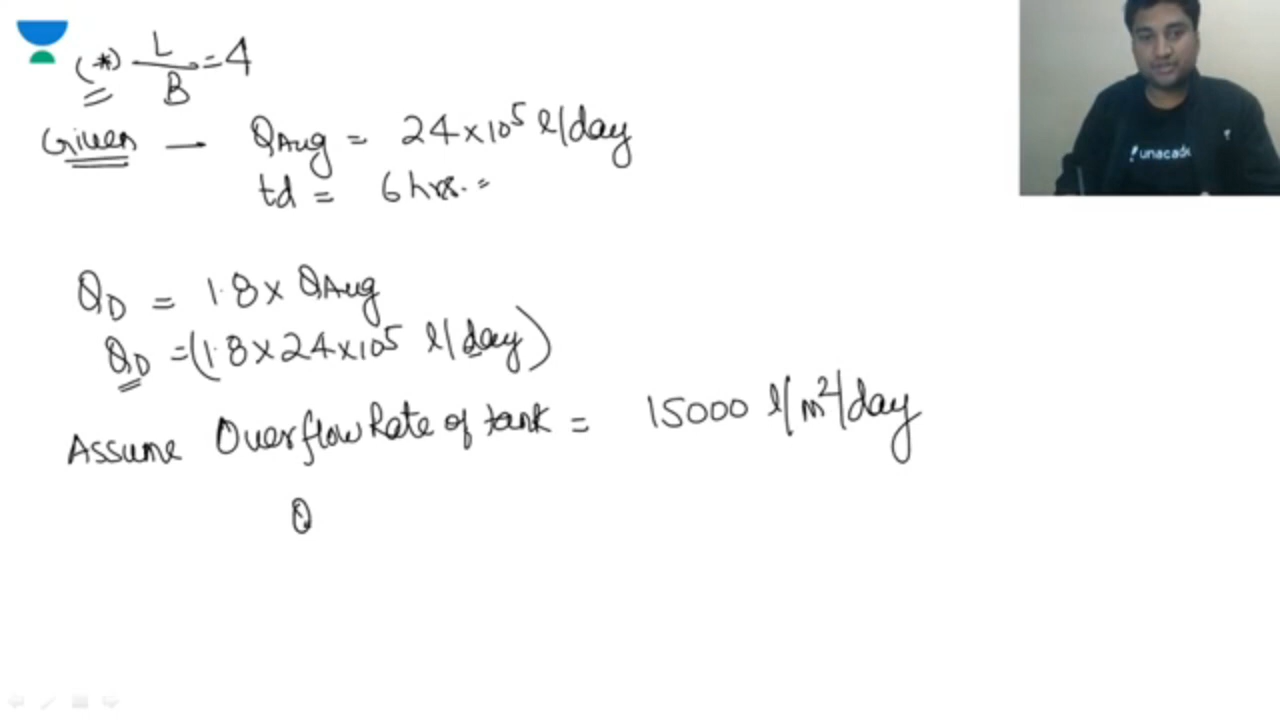 (*) L/B = 4
Given — QAvg = 24×10⁵ l/day
td = 6 hrs. =
QD = 1.8 × QAvg
QD = (1.8×24×10⁵ l/day)
Assume Overflow Rate of tank = 15000 l/m²/day
Q
unacade